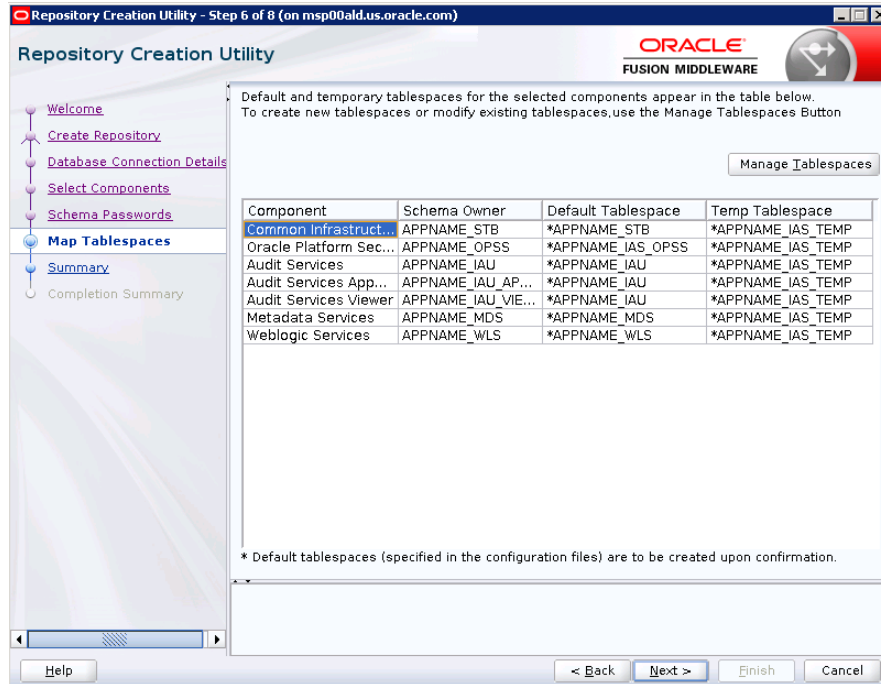 Repository Creation Utility - Step 6 of 8 (on msp00ald.us.oracle.com)
Repository Creation Utility
ORACLE
FUSION MIDDLEWARE
Welcome
Create Repository
Database Connection Details
Select Components
Schema Passwords
Map Tablespaces
Summary
Completion Summary
Default and temporary tablespaces for the selected components appear in the table below.
To create new tablespaces or modify existing tablespaces,use the Manage Tablespaces Button
Manage Tablespaces
Component Schema Owner Default Tablespace Temp Tablespace
Common Infrastruct... APPNAME_STB *APPNAME_STB *APPNAME_IAS_TEMP
Oracle Platform Sec... APPNAME_OPSS *APPNAME_IAS_OPSS *APPNAME_IAS_TEMP
Audit Services APPNAME_IAU *APPNAME_IAU *APPNAME_IAS_TEMP
Audit Services App... APPNAME_IAU_AP... *APPNAME_IAU *APPNAME_IAS_TEMP
Audit Services Viewer APPNAME_IAU_VIE... *APPNAME_IAU *APPNAME_IAS_TEMP
Metadata Services APPNAME_MDS *APPNAME_MDS *APPNAME_IAS_TEMP
Weblogic Services APPNAME_WLS *APPNAME_WLS *APPNAME_IAS_TEMP
* Default tablespaces (specified in the configuration files) are to be created upon confirmation.
Help < Back Next > Finish Cancel